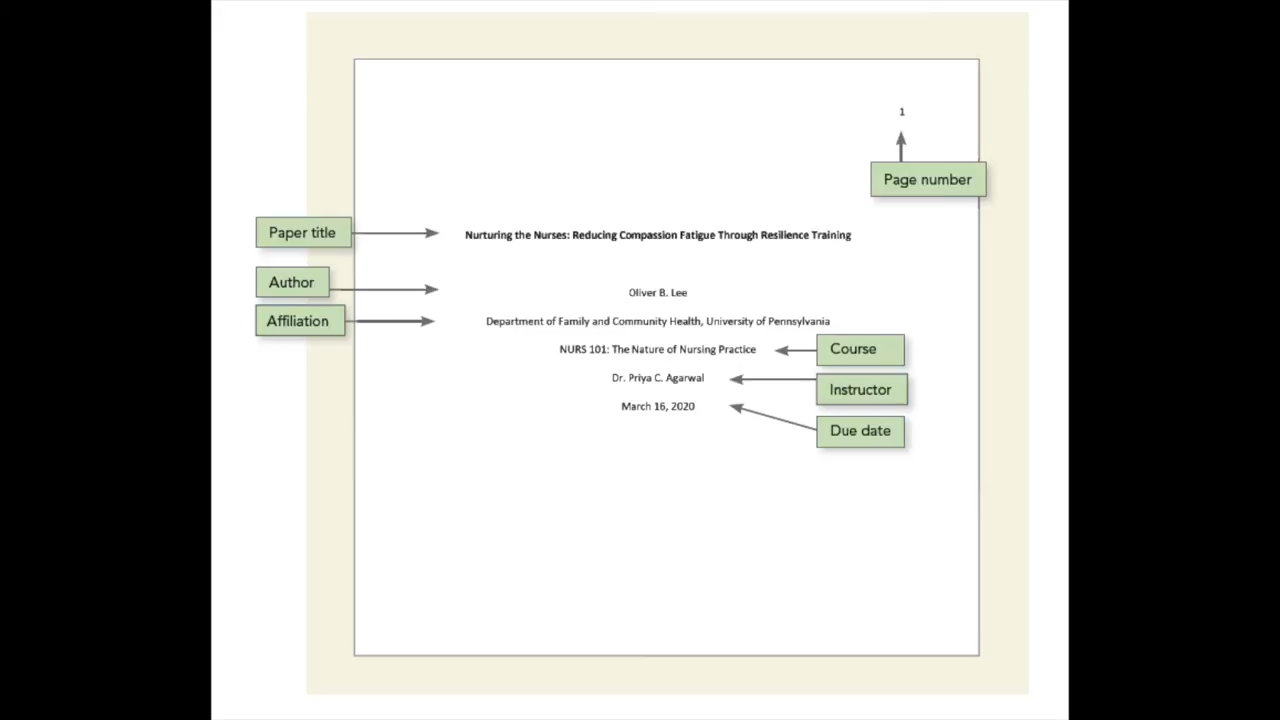 1
Page number
Paper title
Nurturing the Nurses: Reducing Compassion Fatigue Through Resilience Training
Author
Oliver B. Lee
Affiliation
Department of Family and Community Health, University of Pennsylvania
NURS 101: The Nature of Nursing Practice
Course
Dr. Priya C. Agarwal
Instructor
March 16, 2020
Due date